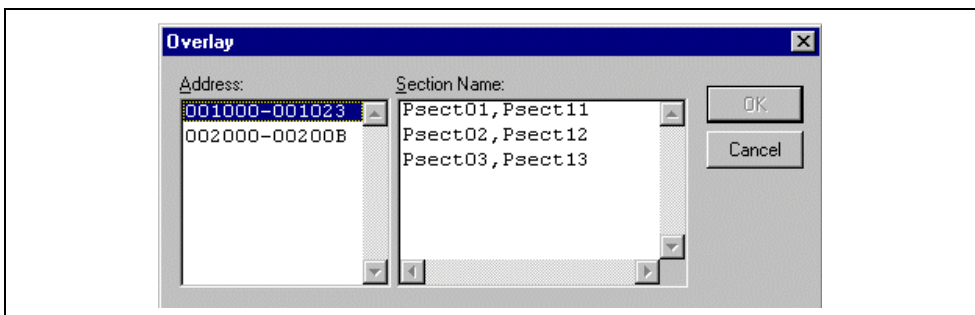 Overlay
Address:
Section Name:
001000-001023
002000-00200B
Psect01,Psect11
Psect02,Psect12
Psect03,Psect13
OK
Cancel